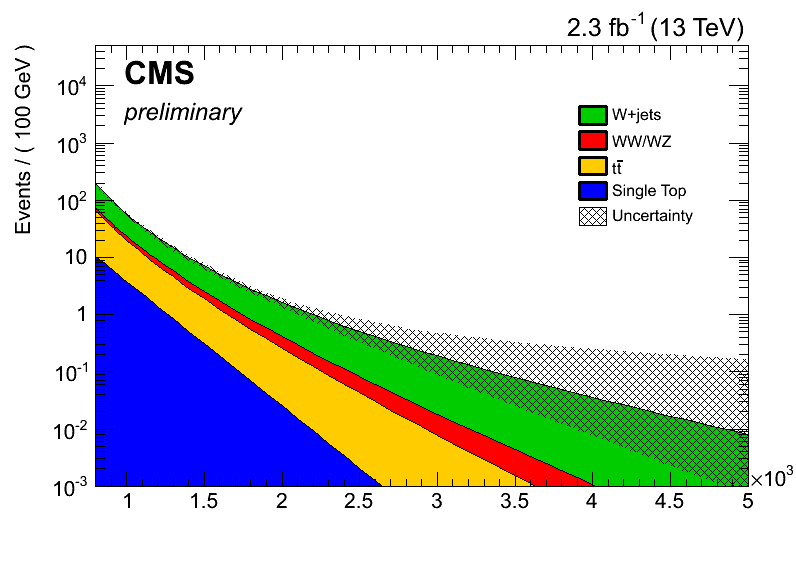 2.3 fb⁻¹ (13 TeV)
Events / ( 100 GeV )
CMS
preliminary
W+jets
WW/WZ
tt̄
Single Top
Uncertainty
10⁴
10³
10²
10
1
10⁻¹
10⁻²
10⁻³
1 1.5 2 2.5 3 3.5 4 4.5 5 ×10³